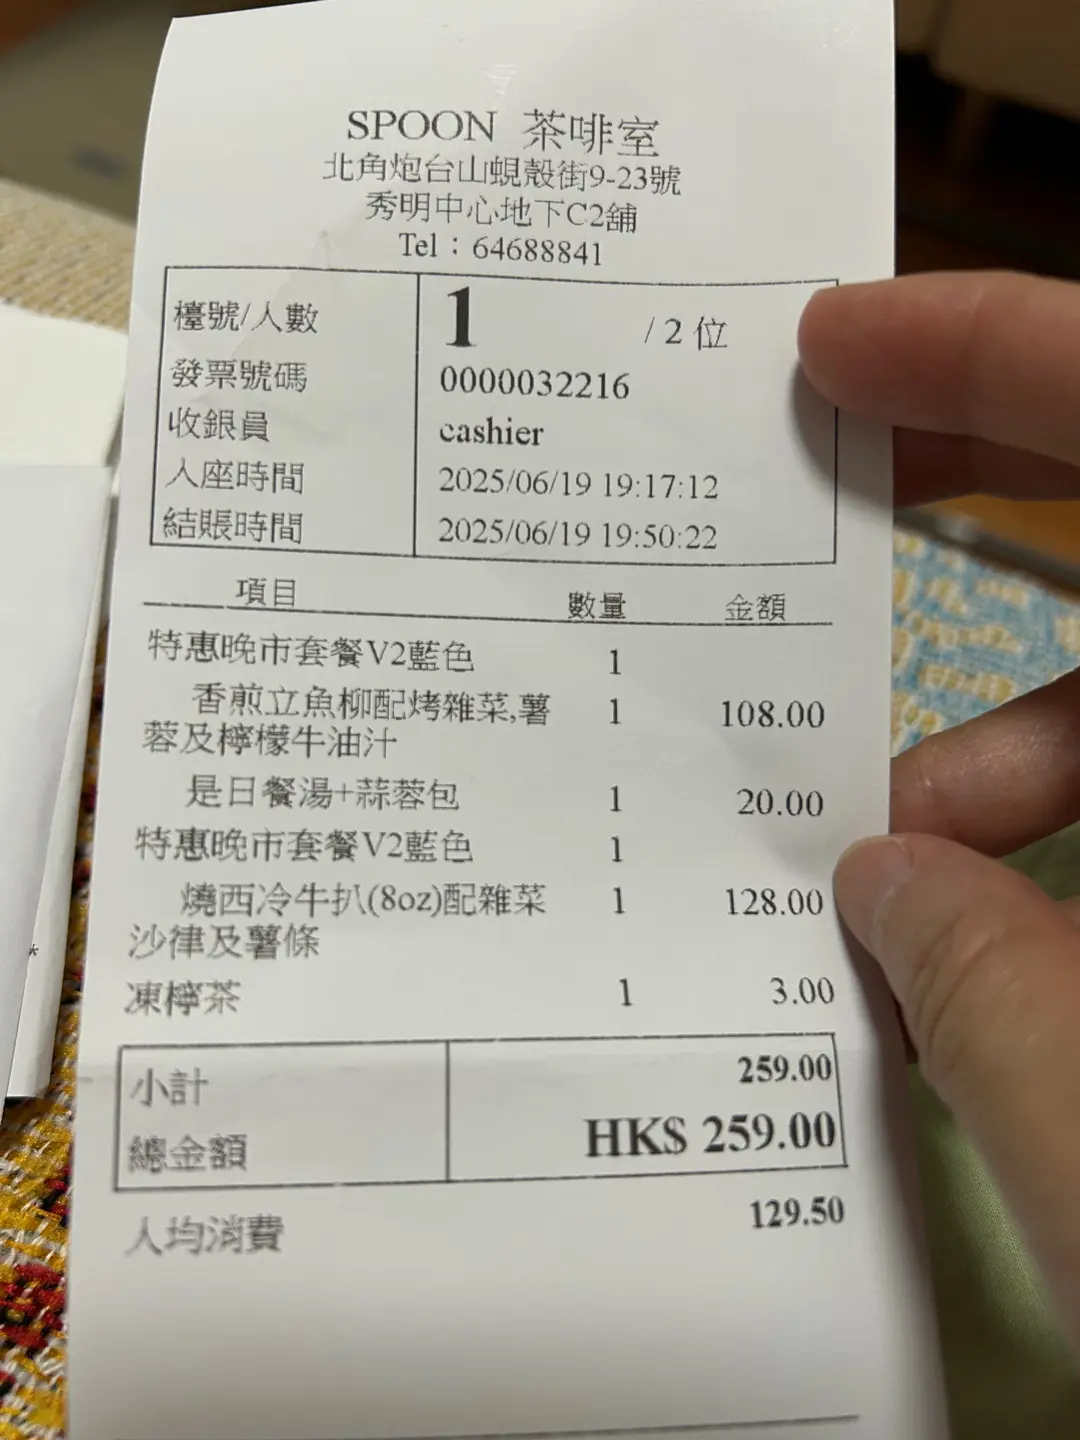 SPOON 茶啡室
北角炮台山蜆殼街9-23號
秀明中心地下C2舖
Tel：64688841
檯號/人數 1 / 2 位
發票號碼 0000032216
收銀員 cashier
入座時間 2025/06/19 19:17:12
結賬時間 2025/06/19 19:50:22
項目 數量 金額
特惠晚市套餐V2藍色 1
香煎立魚柳配烤雜菜,薯 1 108.00
蓉及檸檬牛油汁
是日餐湯+蒜蓉包 1 20.00
特惠晚市套餐V2藍色 1
燒西冷牛扒(8oz)配雜菜 1 128.00
沙律及薯條
凍檸茶 1 3.00
小計 259.00
總金額 HK$ 259.00
人均消費 129.50
*